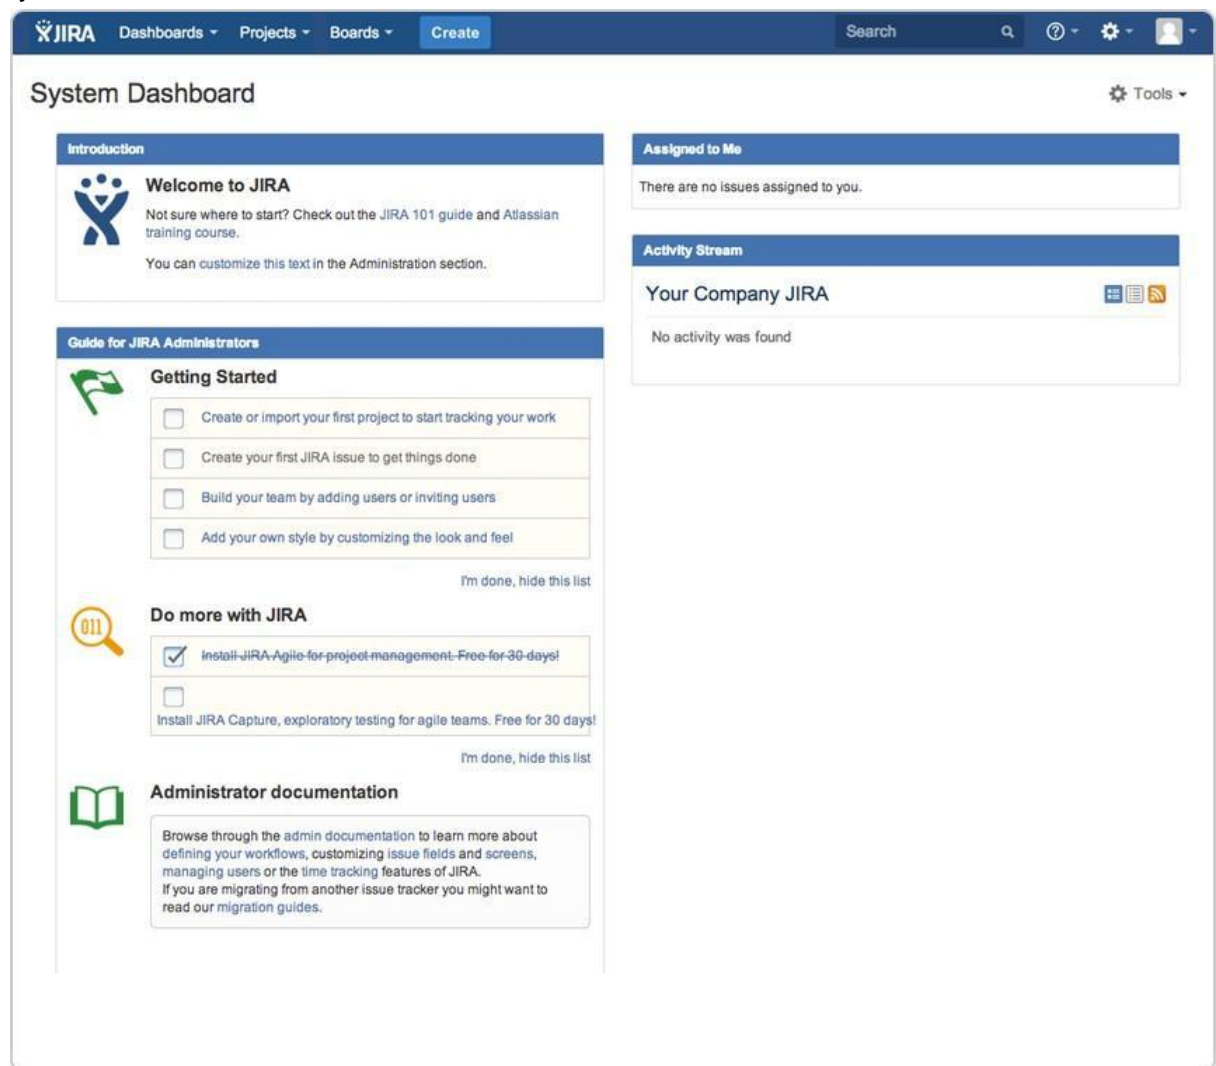 JIRA Dashboards Projects Boards Create Search
System Dashboard
Tools
Introduction
Welcome to JIRA
Not sure where to start? Check out the JIRA 101 guide and Atlassian
training course.
You can customize this text in the Administration section.
Guide for JIRA Administrators
Getting Started
Create or import your first project to start tracking your work
Create your first JIRA issue to get things done
Build your team by adding users or inviting users
Add your own style by customizing the look and feel
I'm done, hide this list
011
Do more with JIRA
Install JIRA Agile for project management. Free for 30 days!
Install JIRA Capture, exploratory testing for agile teams. Free for 30 days!
I'm done, hide this list
Administrator documentation
Browse through the admin documentation to learn more about
defining your workflows, customizing issue fields and screens,
managing users or the time tracking features of JIRA.
If you are migrating from another issue tracker you might want to
read our migration guides.
Assigned to Me
There are no issues assigned to you.
Activity Stream
Your Company JIRA
No activity was found